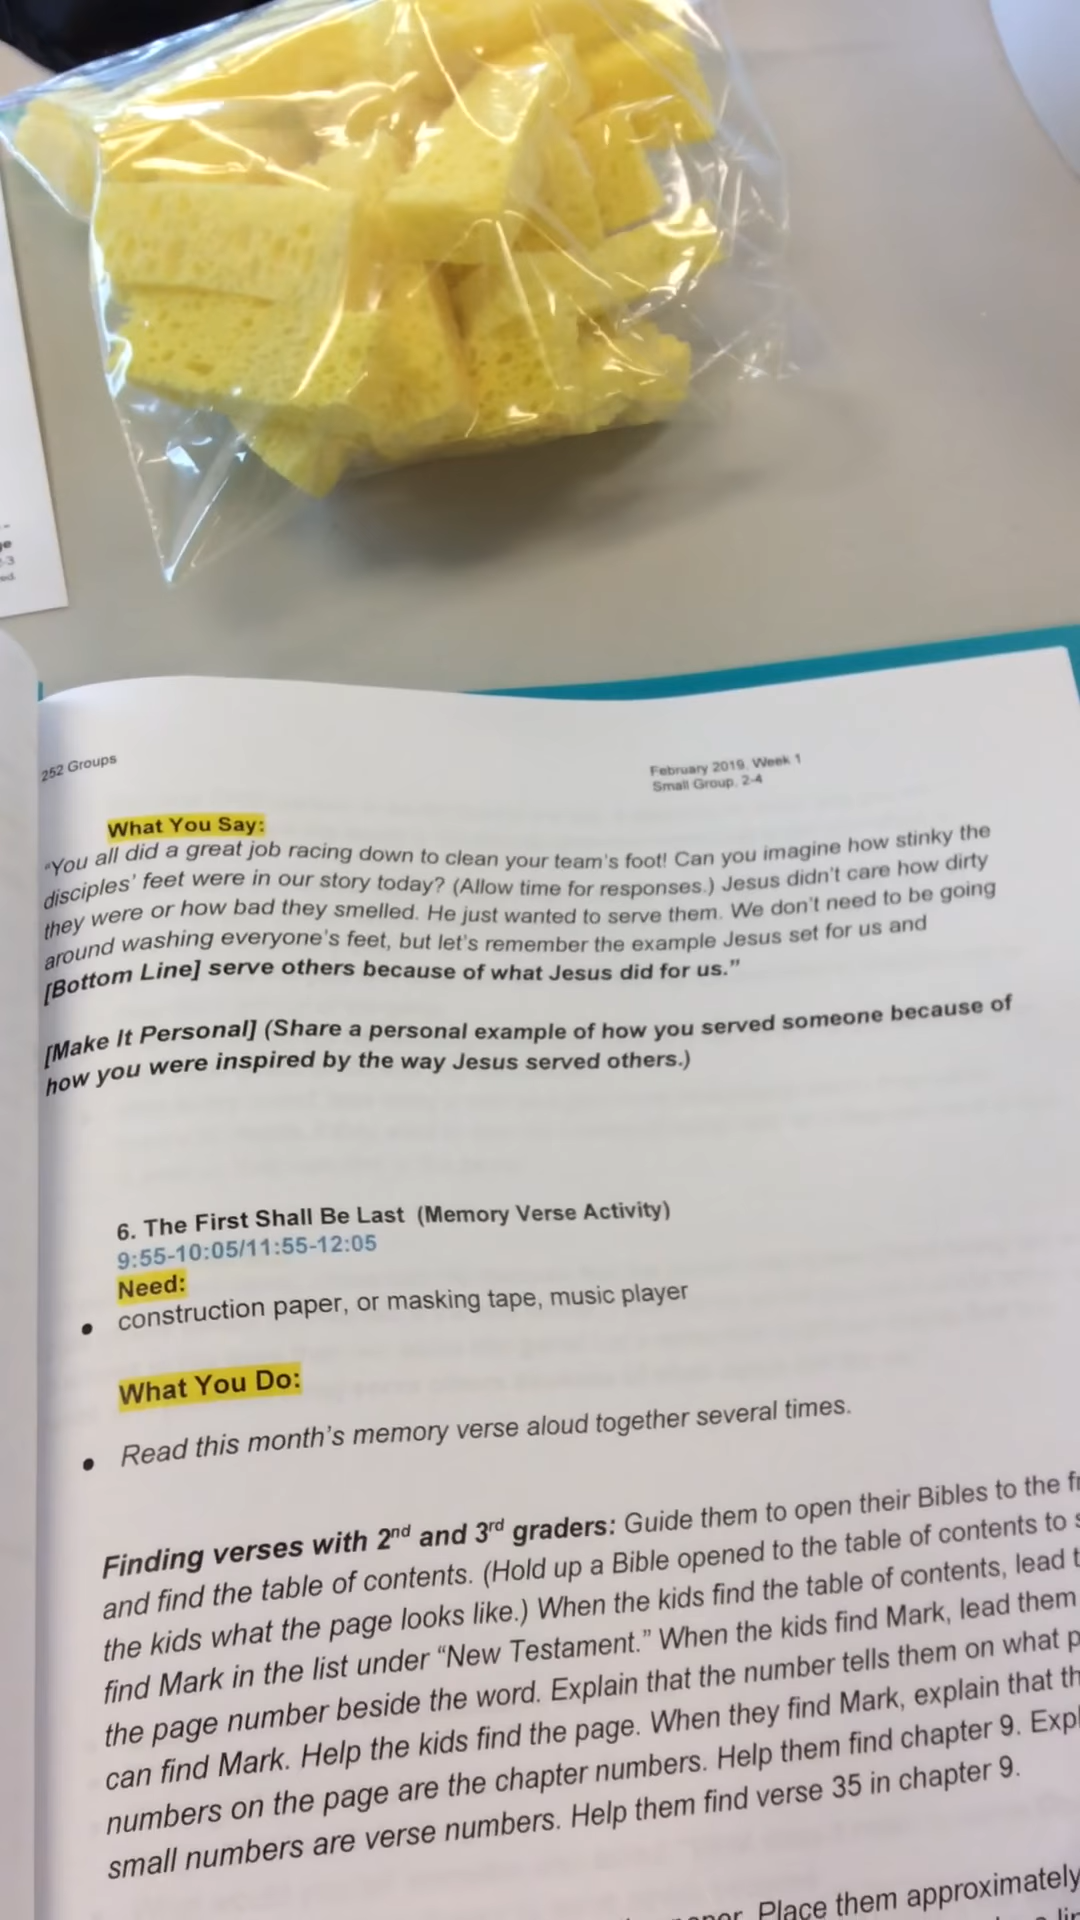 252 Groups
February 2019, Week 1
Small Group, 2-4
What You Say:
“You all did a great job racing down to clean your team’s foot! Can you imagine how stinky the
disciples’ feet were in our story today? (Allow time for responses.) Jesus didn’t care how dirty
they were or how bad they smelled. He just wanted to serve them. We don’t need to be going
around washing everyone’s feet, but let’s remember the example Jesus set for us and
[Bottom Line] serve others because of what Jesus did for us.”
[Make It Personal] (Share a personal example of how you served someone because of
how you were inspired by the way Jesus served others.)
6. The First Shall Be Last (Memory Verse Activity)
9:55-10:05/11:55-12:05
Need:
• construction paper, or masking tape, music player
What You Do:
• Read this month’s memory verse aloud together several times.
Finding verses with 2nd and 3rd graders: Guide them to open their Bibles to the
and find the table of contents. (Hold up a Bible opened to the table of contents to
the kids what the page looks like.) When the kids find the table of contents, lead
find Mark in the list under “New Testament.” When the kids find Mark, lead them
the page number beside the word. Explain that the number tells them on what
can find Mark. Help the kids find the page. When they find Mark, explain that
numbers on the page are the chapter numbers. Help them find chapter 9.
small numbers are verse numbers. Help them find verse 35 in chapter 9.
Place them approximately